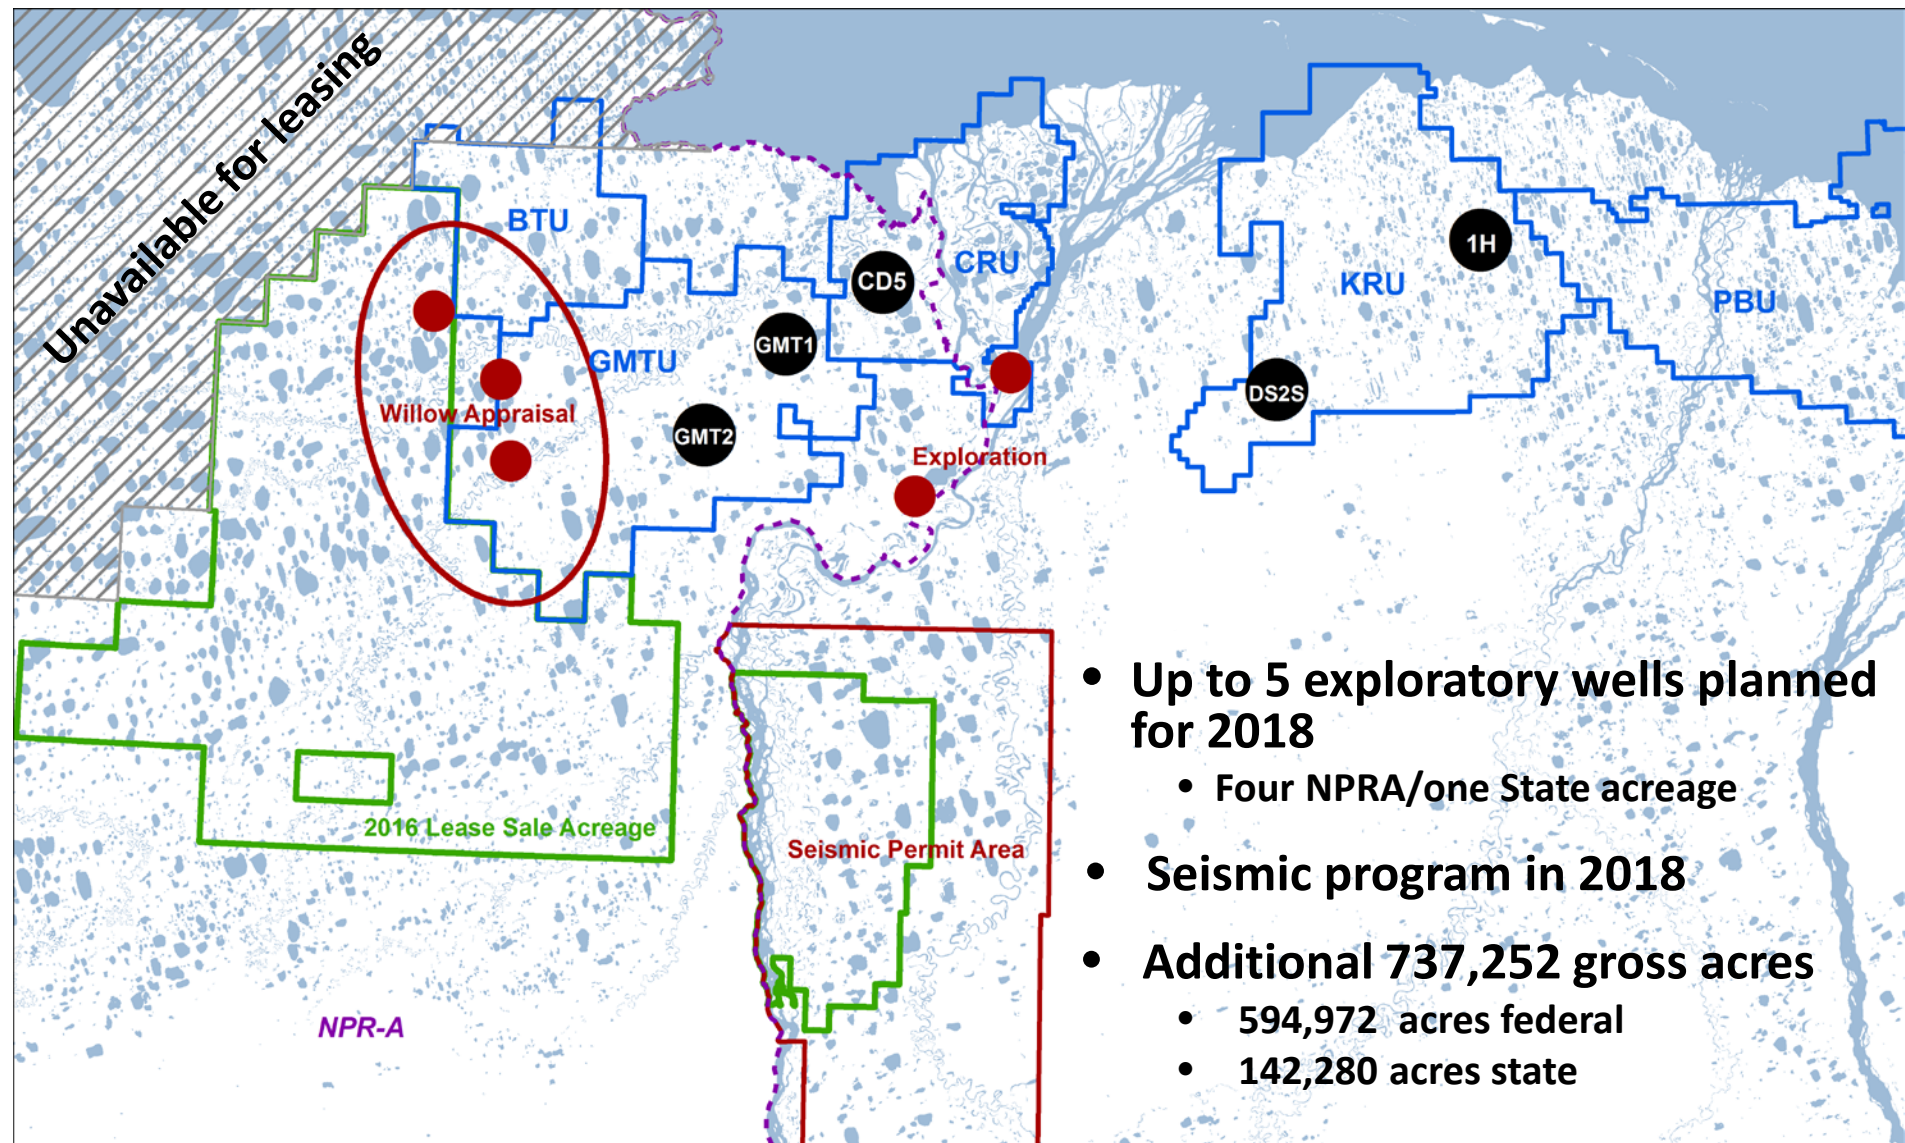 Unavailable for leasing
BTU
CRU
1H
CD5
KRU
PBU
GMT1
GMTU
DS2S
Willow Appraisal
GMT2
Exploration
• Up to 5 exploratory wells planned
for 2018
• Four NPRA/one State acreage
2016 Lease Sale Acreage
Seismic Permit Area
• Seismic program in 2018
• Additional 737,252 gross acres
• 594,972 acres federal
NPR-A
• 142,280 acres state